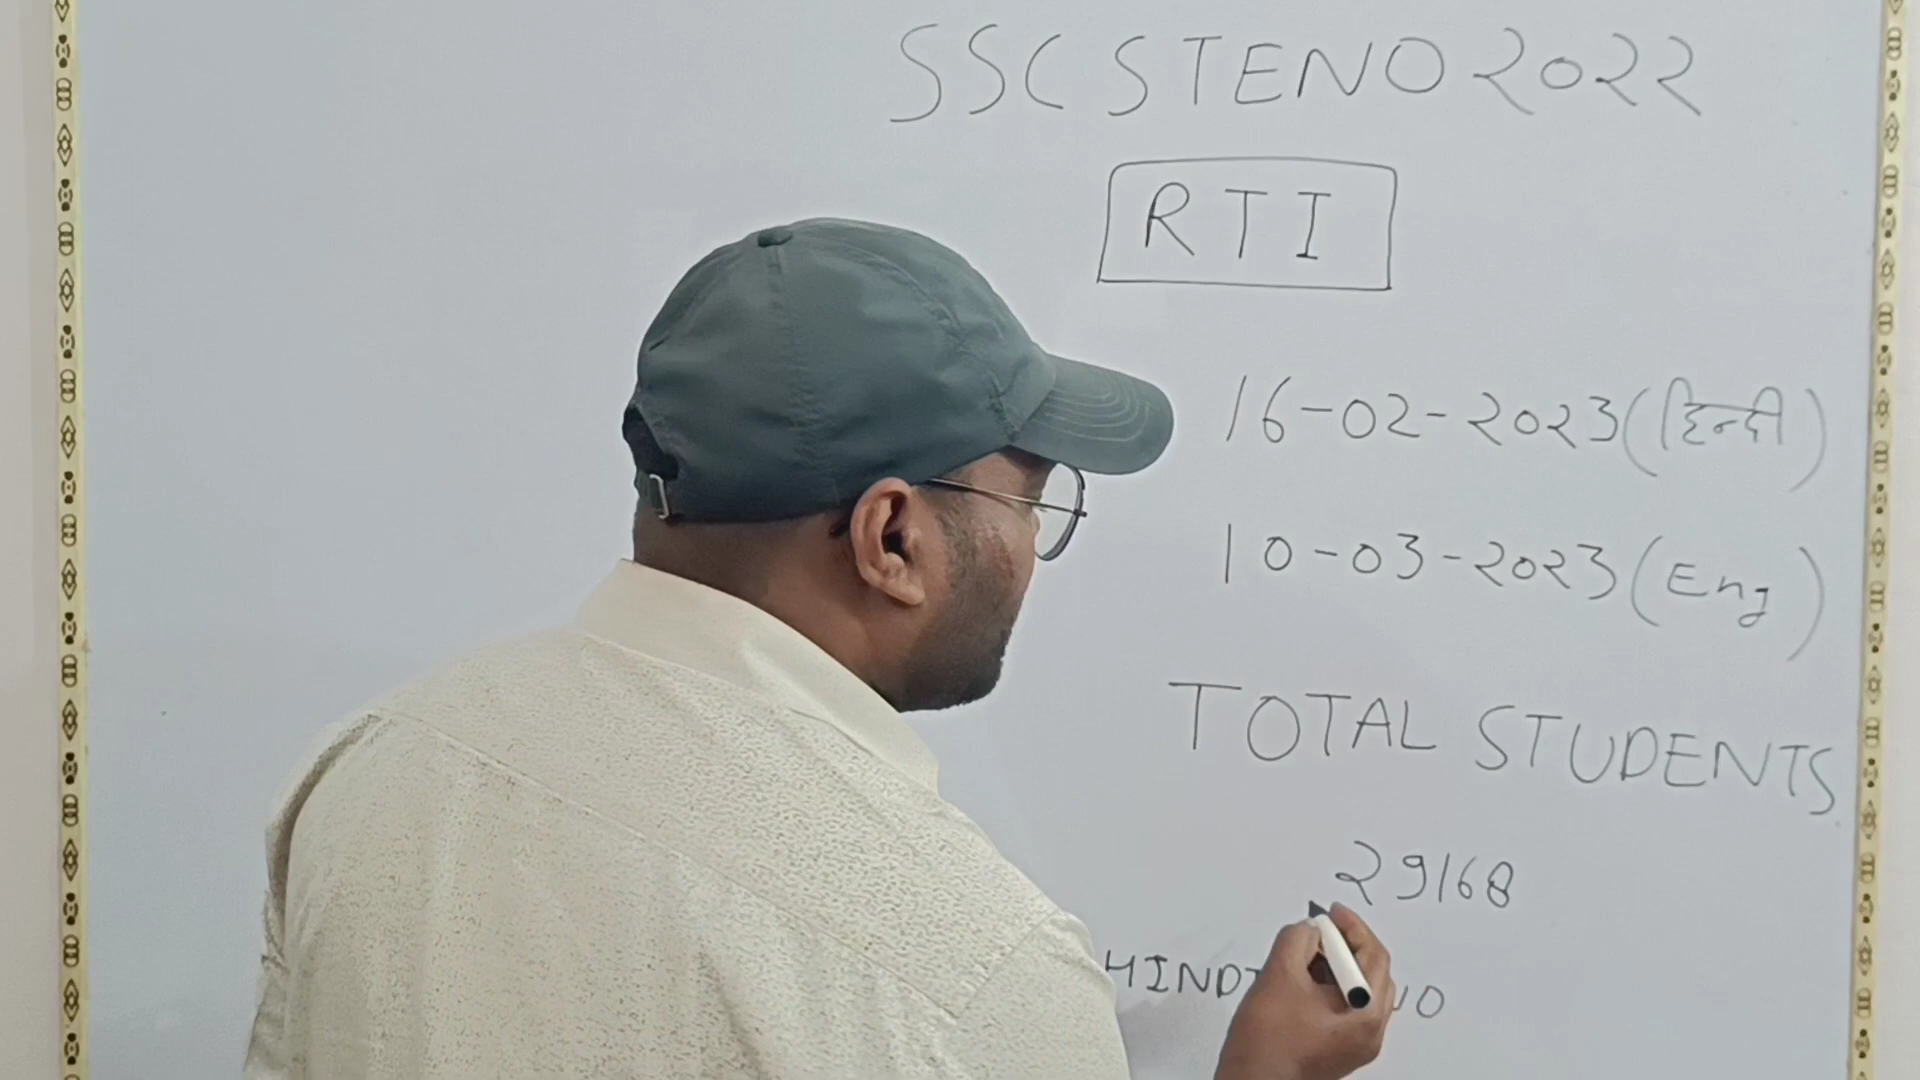 SSC STENO 2022
RTI
16-02-2023 (हिन्दी)
10-03-2023 (Eng)
TOTAL STUDENTS
29168